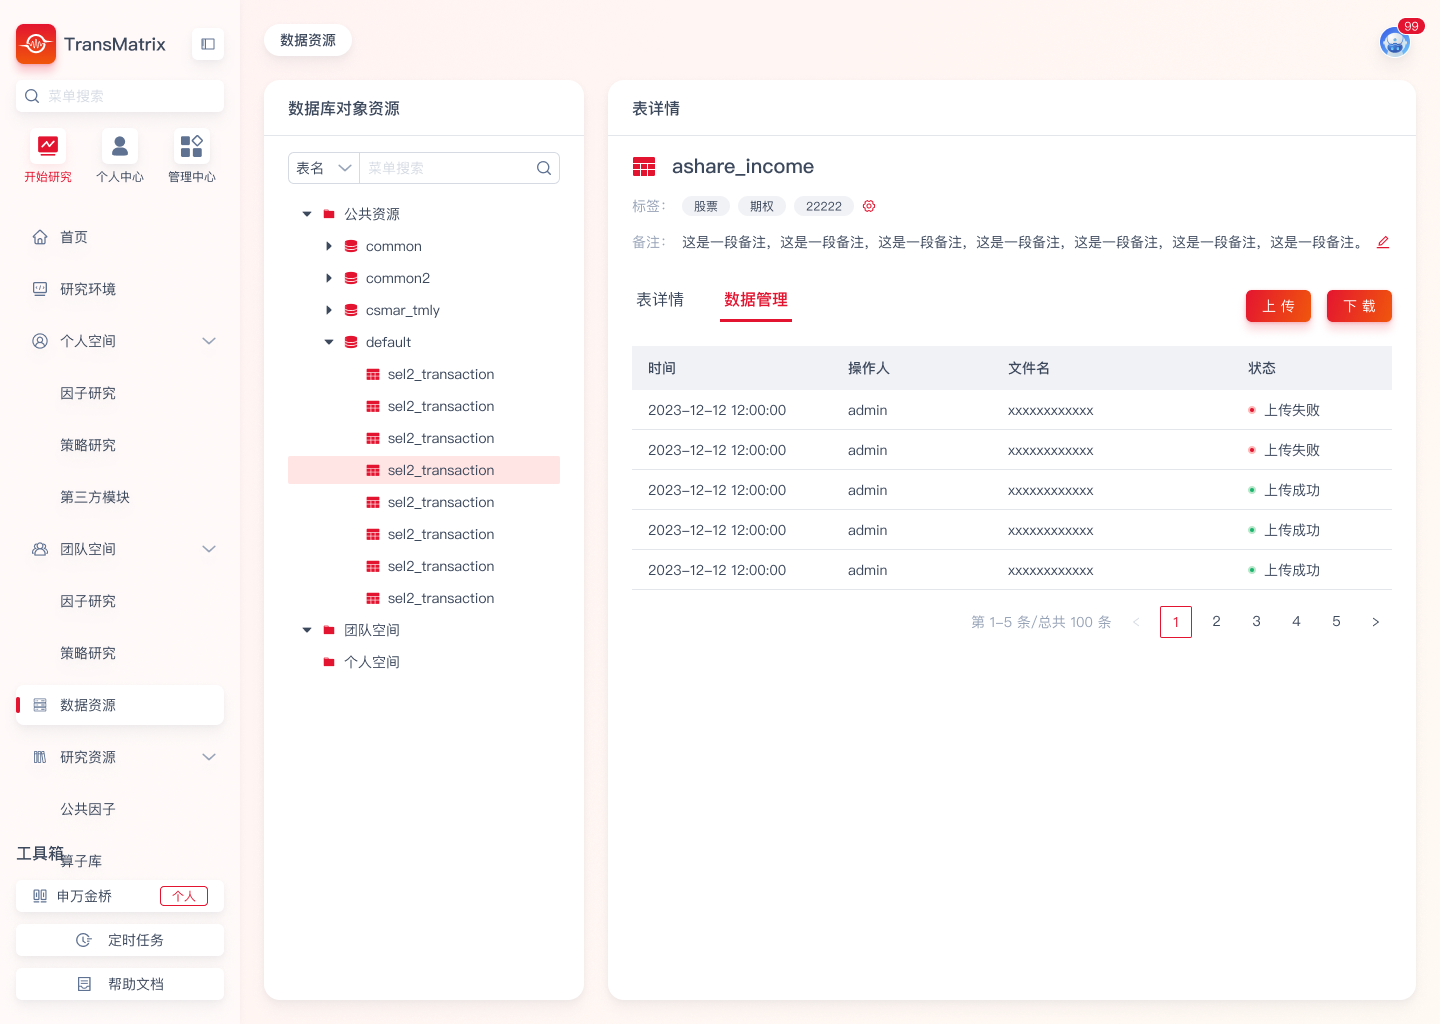 TransMatrix
菜单搜索
开始研究
个人中心
管理中心
首页
研究环境
个人空间
因子研究
策略研究
第三方模块
团队空间
因子研究
策略研究
数据资源
研究资源
公共因子
算子库
工具箱
申万金桥
个人
定时任务
帮助文档
数据资源
99
数据库对象资源
表名
菜单搜索
公共资源
common
common2
csmar_tmly
default
sel2_transaction
sel2_transaction
sel2_transaction
sel2_transaction
sel2_transaction
sel2_transaction
sel2_transaction
sel2_transaction
团队空间
个人空间
表详情
ashare_income
标签： 股票 期权 22222
备注： 这是一段备注，这是一段备注，这是一段备注，这是一段备注，这是一段备注，这是一段备注，这是一段备注。
表详情 数据管理 上 传 下 载
时间 操作人 文件名 状态
2023-12-12 12:00:00 admin xxxxxxxxxxxx 上传失败
2023-12-12 12:00:00 admin xxxxxxxxxxxx 上传失败
2023-12-12 12:00:00 admin xxxxxxxxxxxx 上传成功
2023-12-12 12:00:00 admin xxxxxxxxxxxx 上传成功
2023-12-12 12:00:00 admin xxxxxxxxxxxx 上传成功
第 1-5 条/总共 100 条 < 1 2 3 4 5 >